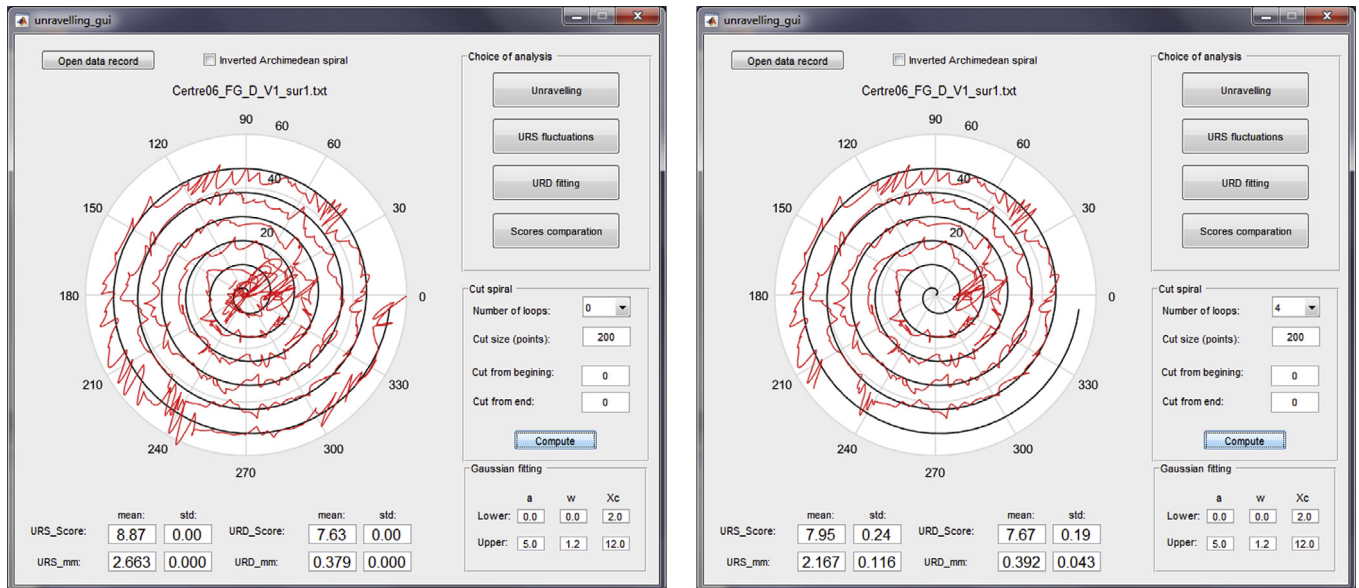 unravelling_gui
Open data record
Inverted Archimedean spiral
Certre06_FG_D_V1_sur1.txt
90
60
120
60
40
150
30
20
180
0
210
330
240
300
270
Choice of analysis
Unravelling
URS fluctuations
URD fitting
Scores comparation
Cut spiral
Number of loops: 0
Cut size (points): 200
Cut from begining: 0
Cut from end: 0
Compute
Gaussian fitting
a w Xc
Lower: 0.0 0.0 2.0
Upper: 5.0 1.2 12.0
mean: std: mean: std:
URS_Score: 8.87 0.00 URD_Score: 7.63 0.00
URS_mm: 2.663 0.000 URD_mm: 0.379 0.000
unravelling_gui
Open data record
Inverted Archimedean spiral
Certre06_FG_D_V1_sur1.txt
90
60
120
60
40
150
30
20
180
0
210
330
240
300
270
Choice of analysis
Unravelling
URS fluctuations
URD fitting
Scores comparation
Cut spiral
Number of loops: 4
Cut size (points): 200
Cut from begining: 0
Cut from end: 0
Compute
Gaussian fitting
a w Xc
Lower: 0.0 0.0 2.0
Upper: 5.0 1.2 12.0
mean: std: mean: std:
URS_Score: 7.95 0.24 URD_Score: 7.67 0.19
URS_mm: 2.167 0.116 URD_mm: 0.392 0.043